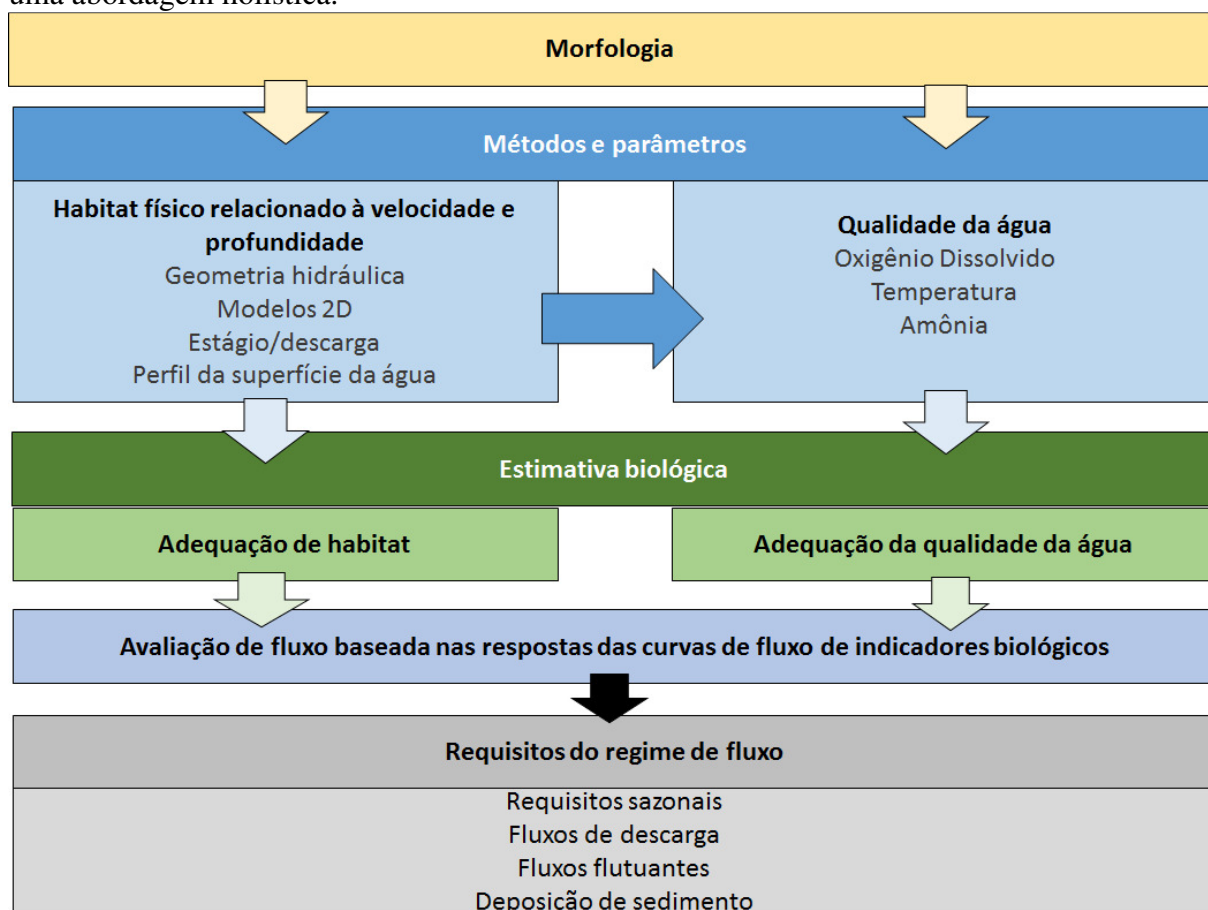 uma abordagem holística.
Morfologia
Métodos e parâmetros
Habitat físico relacionado à velocidade e
profundidade
Geometria hidráulica
Modelos 2D
Estágio/descarga
Perfil da superfície da água
Qualidade da água
Oxigênio Dissolvido
Temperatura
Amônia
Estimativa biológica
Adequação de habitat
Adequação da qualidade da água
Avaliação de fluxo baseada nas respostas das curvas de fluxo de indicadores biológicos
Requisitos do regime de fluxo
Requisitos sazonais
Fluxos de descarga
Fluxos flutuantes
Deposição de sedimento